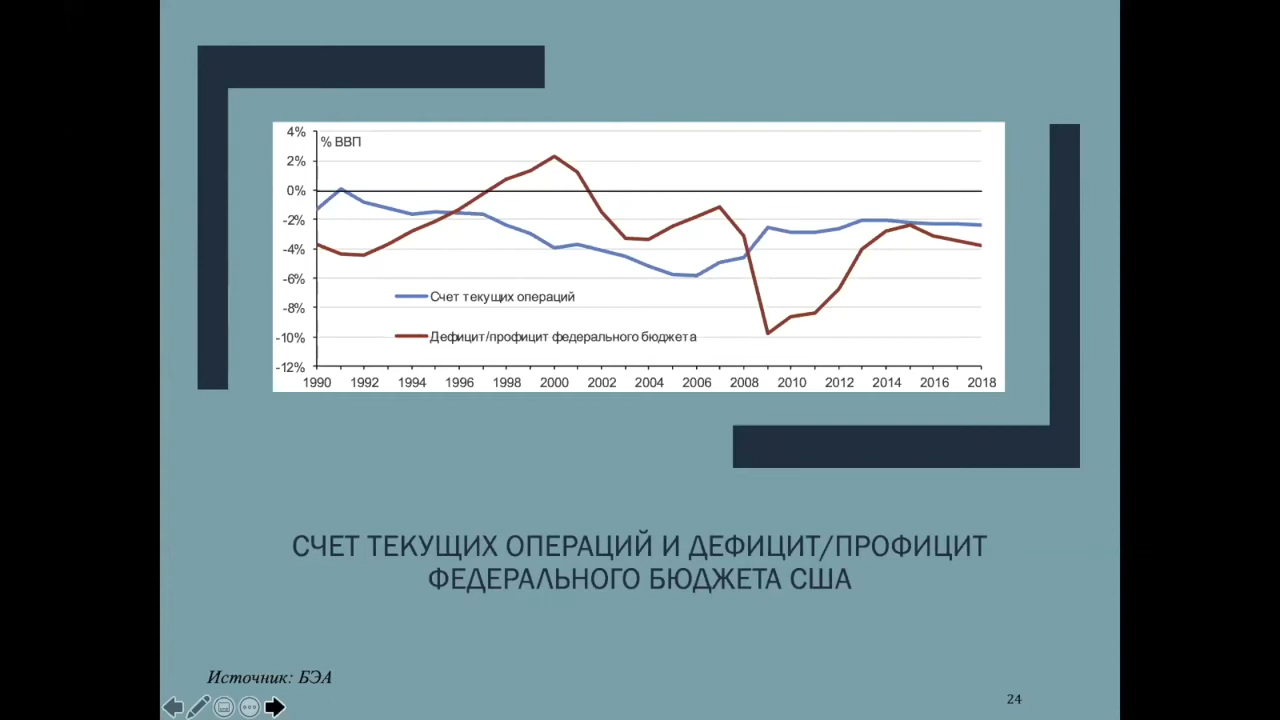 4%
% ВВП
2%
0%
-2%
-4%
-6%
-8%
-10%
-12%
Счет текущих операций
Дефицит/профицит федерального бюджета
1990 1992 1994 1996 1998 2000 2002 2004 2006 2008 2010 2012 2014 2016 2018
СЧЕТ ТЕКУЩИХ ОПЕРАЦИЙ И ДЕФИЦИТ/ПРОФИЦИТ
ФЕДЕРАЛЬНОГО БЮДЖЕТА США
Источник: БЭА
24